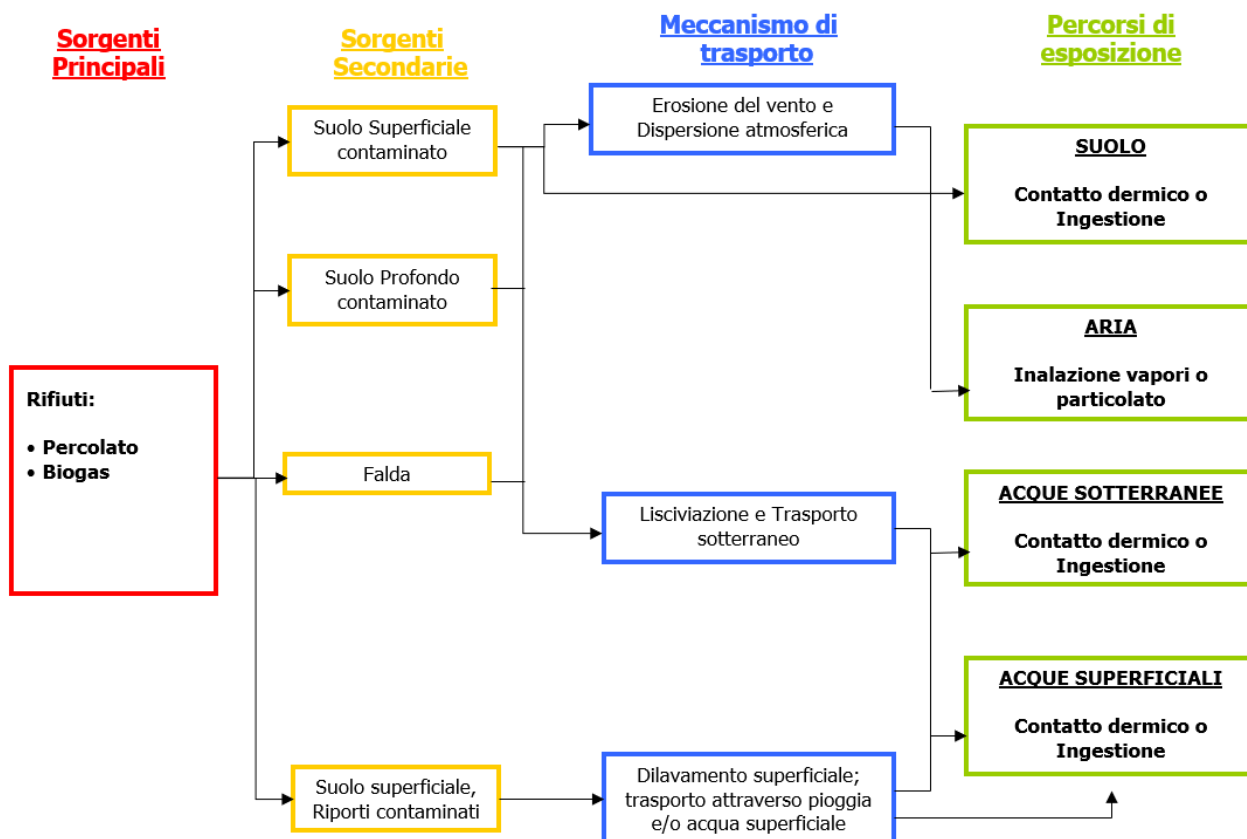 Sorgenti
Principali
Sorgenti
Secondarie
Meccanismo di
trasporto
Percorsi di
esposizione
Rifiuti:
• Percolato
• Biogas
Suolo Superficiale
contaminato
Suolo Profondo
contaminato
Falda
Suolo superficiale,
Riporti contaminati
Erosione del vento e
Dispersione atmosferica
Lisciviazione e Trasporto
sotterraneo
Dilavamento superficiale;
trasporto attraverso pioggia
e/o acqua superficiale
SUOLO
Contatto dermico o
Ingestione
ARIA
Inalazione vapori o
particolato
ACQUE SOTTERRANEE
Contatto dermico o
Ingestione
ACQUE SUPERFICIALI
Contatto dermico o
Ingestione